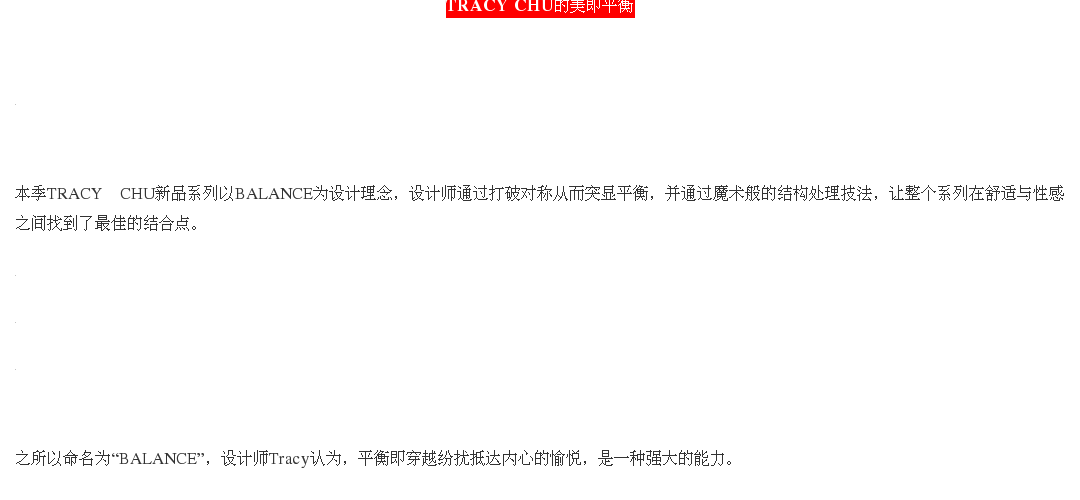 TRACY CHU的美即平衡
本季TRACY CHU新品系列以BALANCE为设计理念，设计师通过打破对称从而突显平衡，并通过魔术般的结构处理技法，让整个系列在舒适与性感
之间找到了最佳的结合点。
之所以命名为“BALANCE”，设计师Tracy认为，平衡即穿越纷扰抵达内心的愉悦，是一种强大的能力。